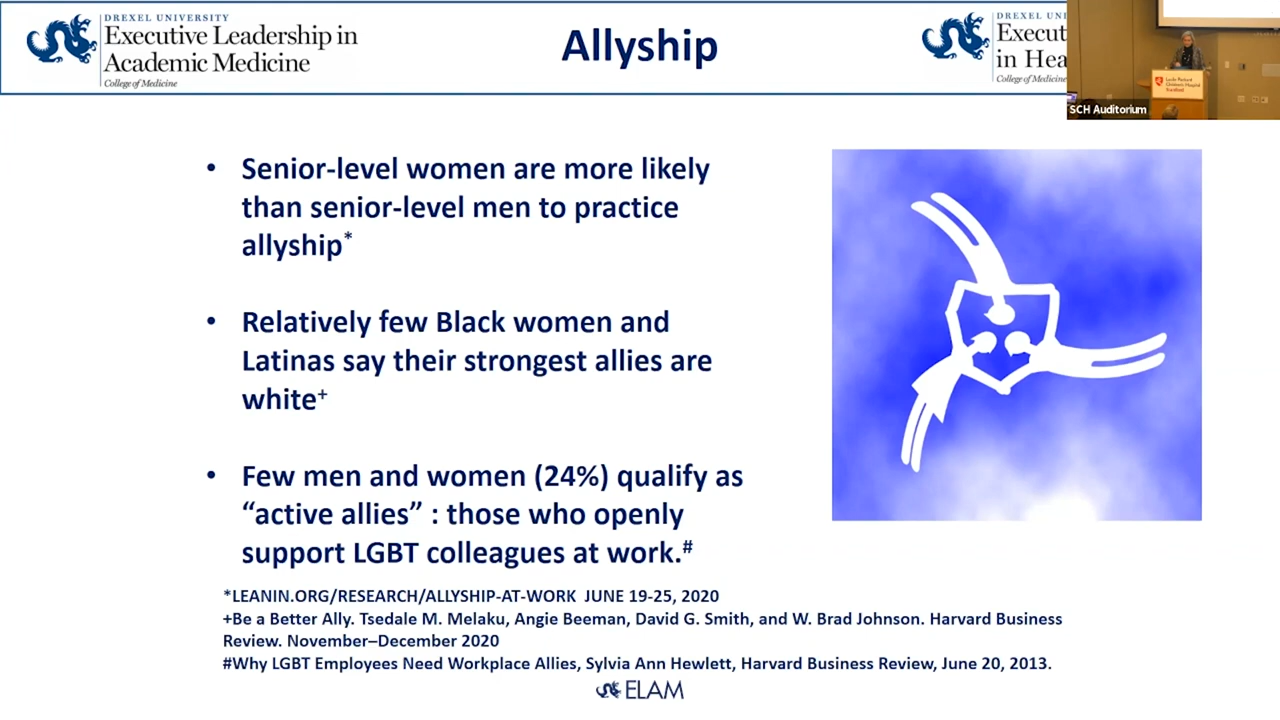 DREXEL UNIVERSITY
Executive Leadership in
Academic Medicine
College of Medicine
Allyship
DREXEL UNI
Execut
in Hea
College of Medicine
SCH Auditorium
• Senior-level women are more likely
than senior-level men to practice
allyship*
• Relatively few Black women and
Latinas say their strongest allies are
white+
• Few men and women (24%) qualify as
“active allies” : those who openly
support LGBT colleagues at work.#
*LEANIN.ORG/RESEARCH/ALLYSHIP-AT-WORK JUNE 19-25, 2020
+Be a Better Ally. Tsedale M. Melaku, Angie Beeman, David G. Smith, and W. Brad Johnson. Harvard Business
Review. November–December 2020
#Why LGBT Employees Need Workplace Allies, Sylvia Ann Hewlett, Harvard Business Review, June 20, 2013.
ELAM